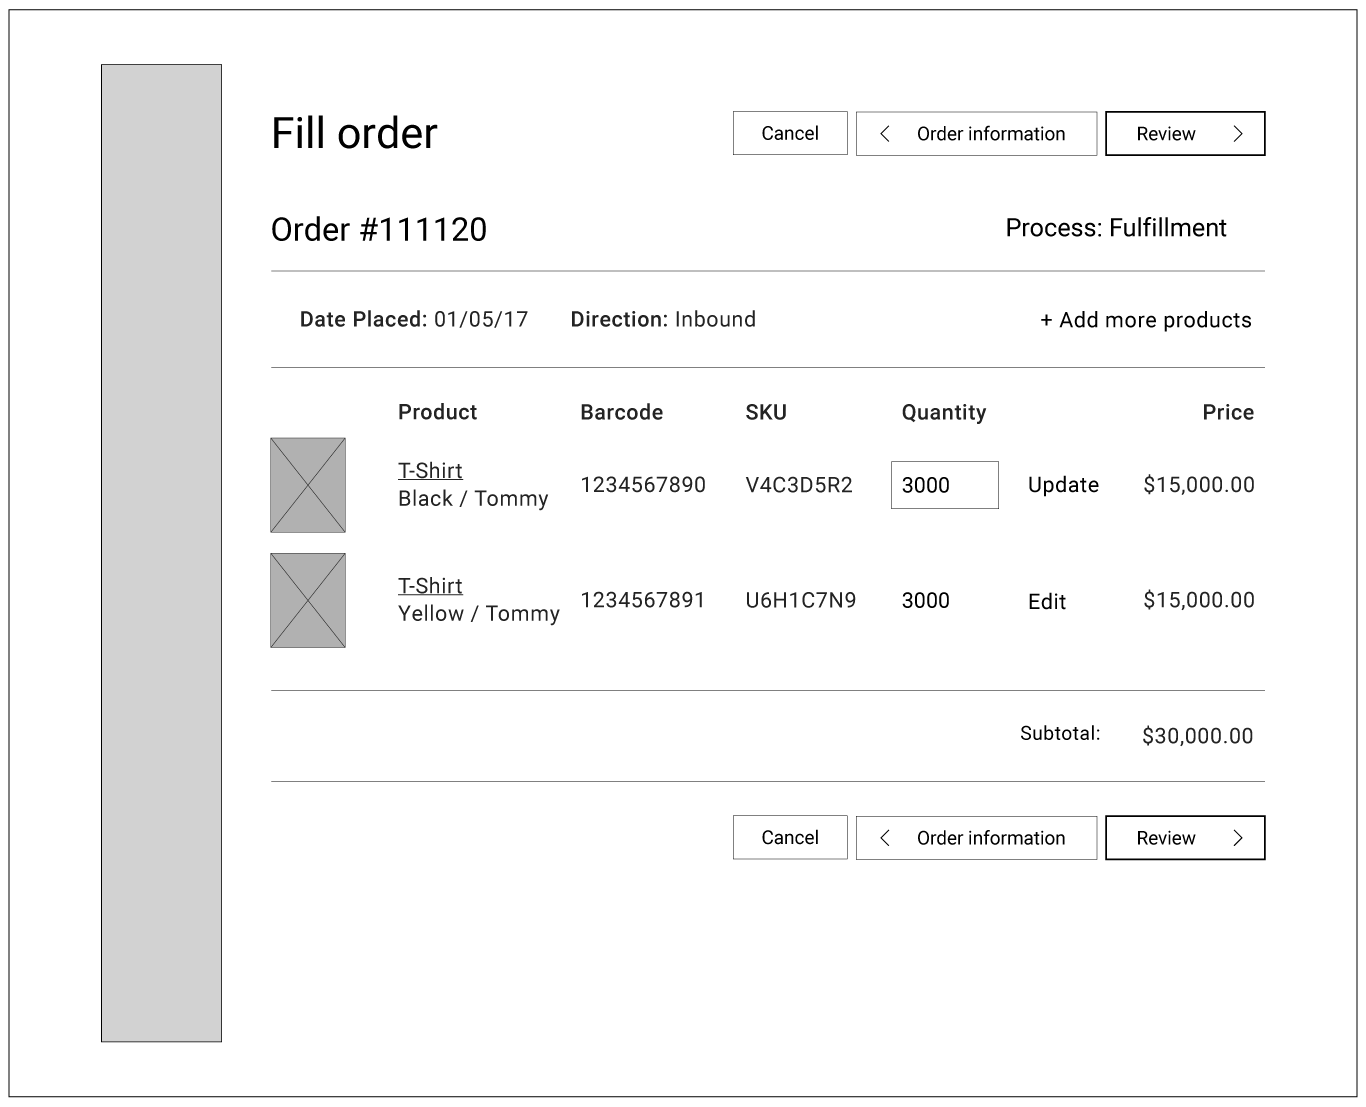 Fill order
Cancel
Order information
Review
Order #111120
Process: Fulfillment
Date Placed: 01/05/17 Direction: Inbound + Add more products
Product Barcode SKU Quantity Price
T-Shirt
Black / Tommy
1234567890 V4C3D5R2 3000 Update $15,000.00
T-Shirt
Yellow / Tommy
1234567891 U6H1C7N9 3000 Edit $15,000.00
Subtotal: $30,000.00
Cancel
Order information
Review